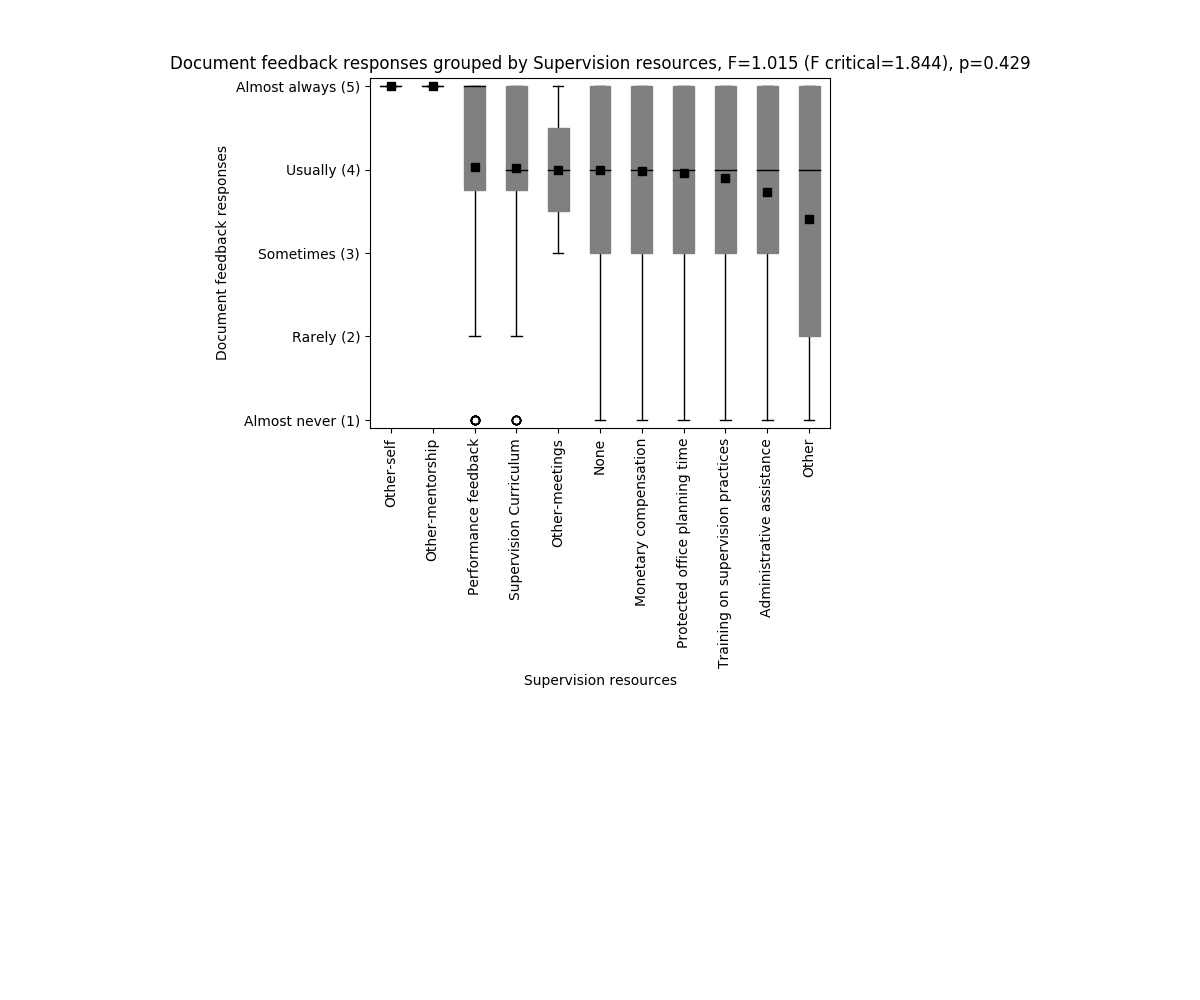 Document feedback responses grouped by Supervision resources, F=1.015 (F critical=1.844), p=0.429
Document feedback responses
Almost always (5)
Usually (4)
Sometimes (3)
Rarely (2)
Almost never (1)
Other-self
Other-mentorship
Performance feedback
Supervision Curriculum
Other-meetings
None
Monetary compensation
Protected office planning time
Training on supervision practices
Administrative assistance
Other
Supervision resources